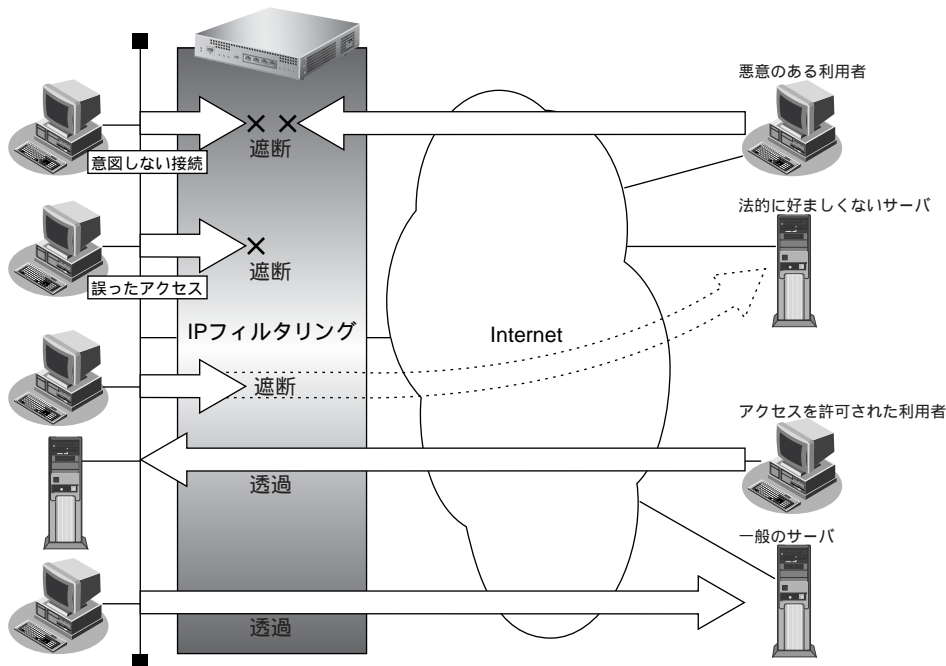 悪意のある利用者
遮断
意図しない接続
法的に好ましくないサーバ
遮断
誤ったアクセス
IPフィルタリング
Internet
遮断
アクセスを許可された利用者
透過
一般のサーバ
透過